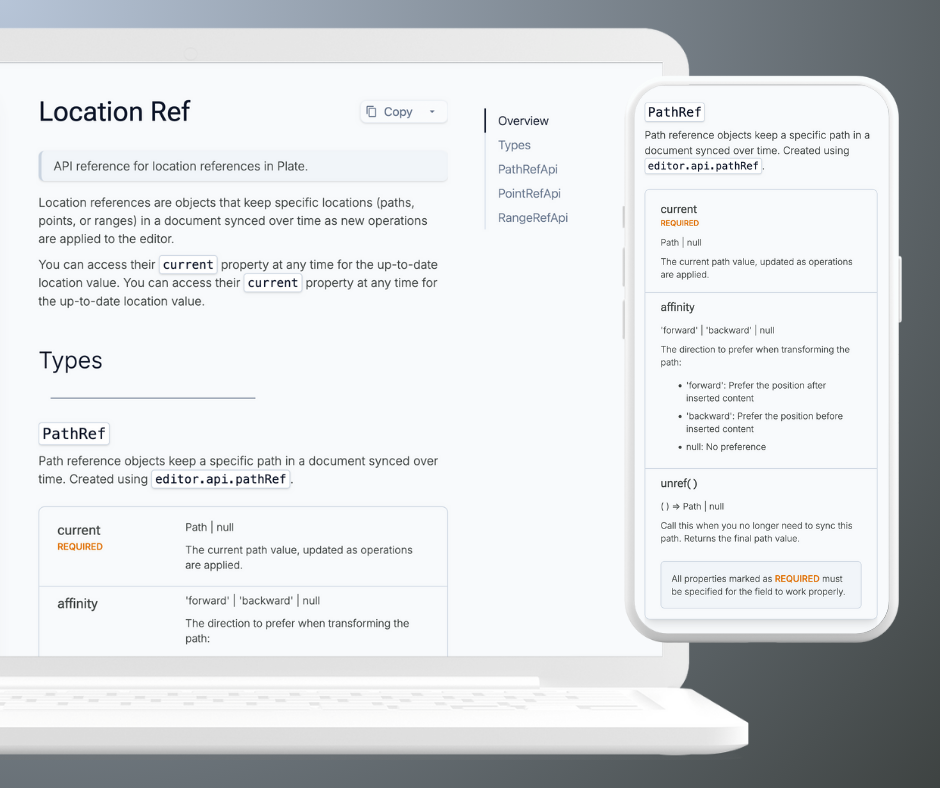 Location Ref
Copy
API reference for location references in Plate.
Location references are objects that keep specific locations (paths,
points, or ranges) in a document synced over time as new operations
are applied to the editor.
You can access their current property at any time for the up-to-date
location value. You can access their current property at any time for
the up-to-date location value.
Types
PathRef
Path reference objects keep a specific path in a document synced over
time. Created using editor.api.pathRef.
current
REQUIRED
Path | null
The current path value, updated as operations
are applied.
affinity
'forward' | 'backward' | null
The direction to prefer when transforming the
path:
Overview
Types
PathRefApi
PointRefApi
RangeRefApi
PathRef
Path reference objects keep a specific path in a
document synced over time. Created using
editor.api.pathRef.
current
REQUIRED
Path | null
The current path value, updated as operations
are applied.
affinity
'forward' | 'backward' | null
The direction to prefer when transforming the
path:
• 'forward': Prefer the position after
inserted content
• 'backward': Prefer the position before
inserted content
• null: No preference
unref()
( ) ⇒ Path | null
Call this when you no longer need to sync this
path. Returns the final path value.
All properties marked as REQUIRED must
be specified for the field to work properly.